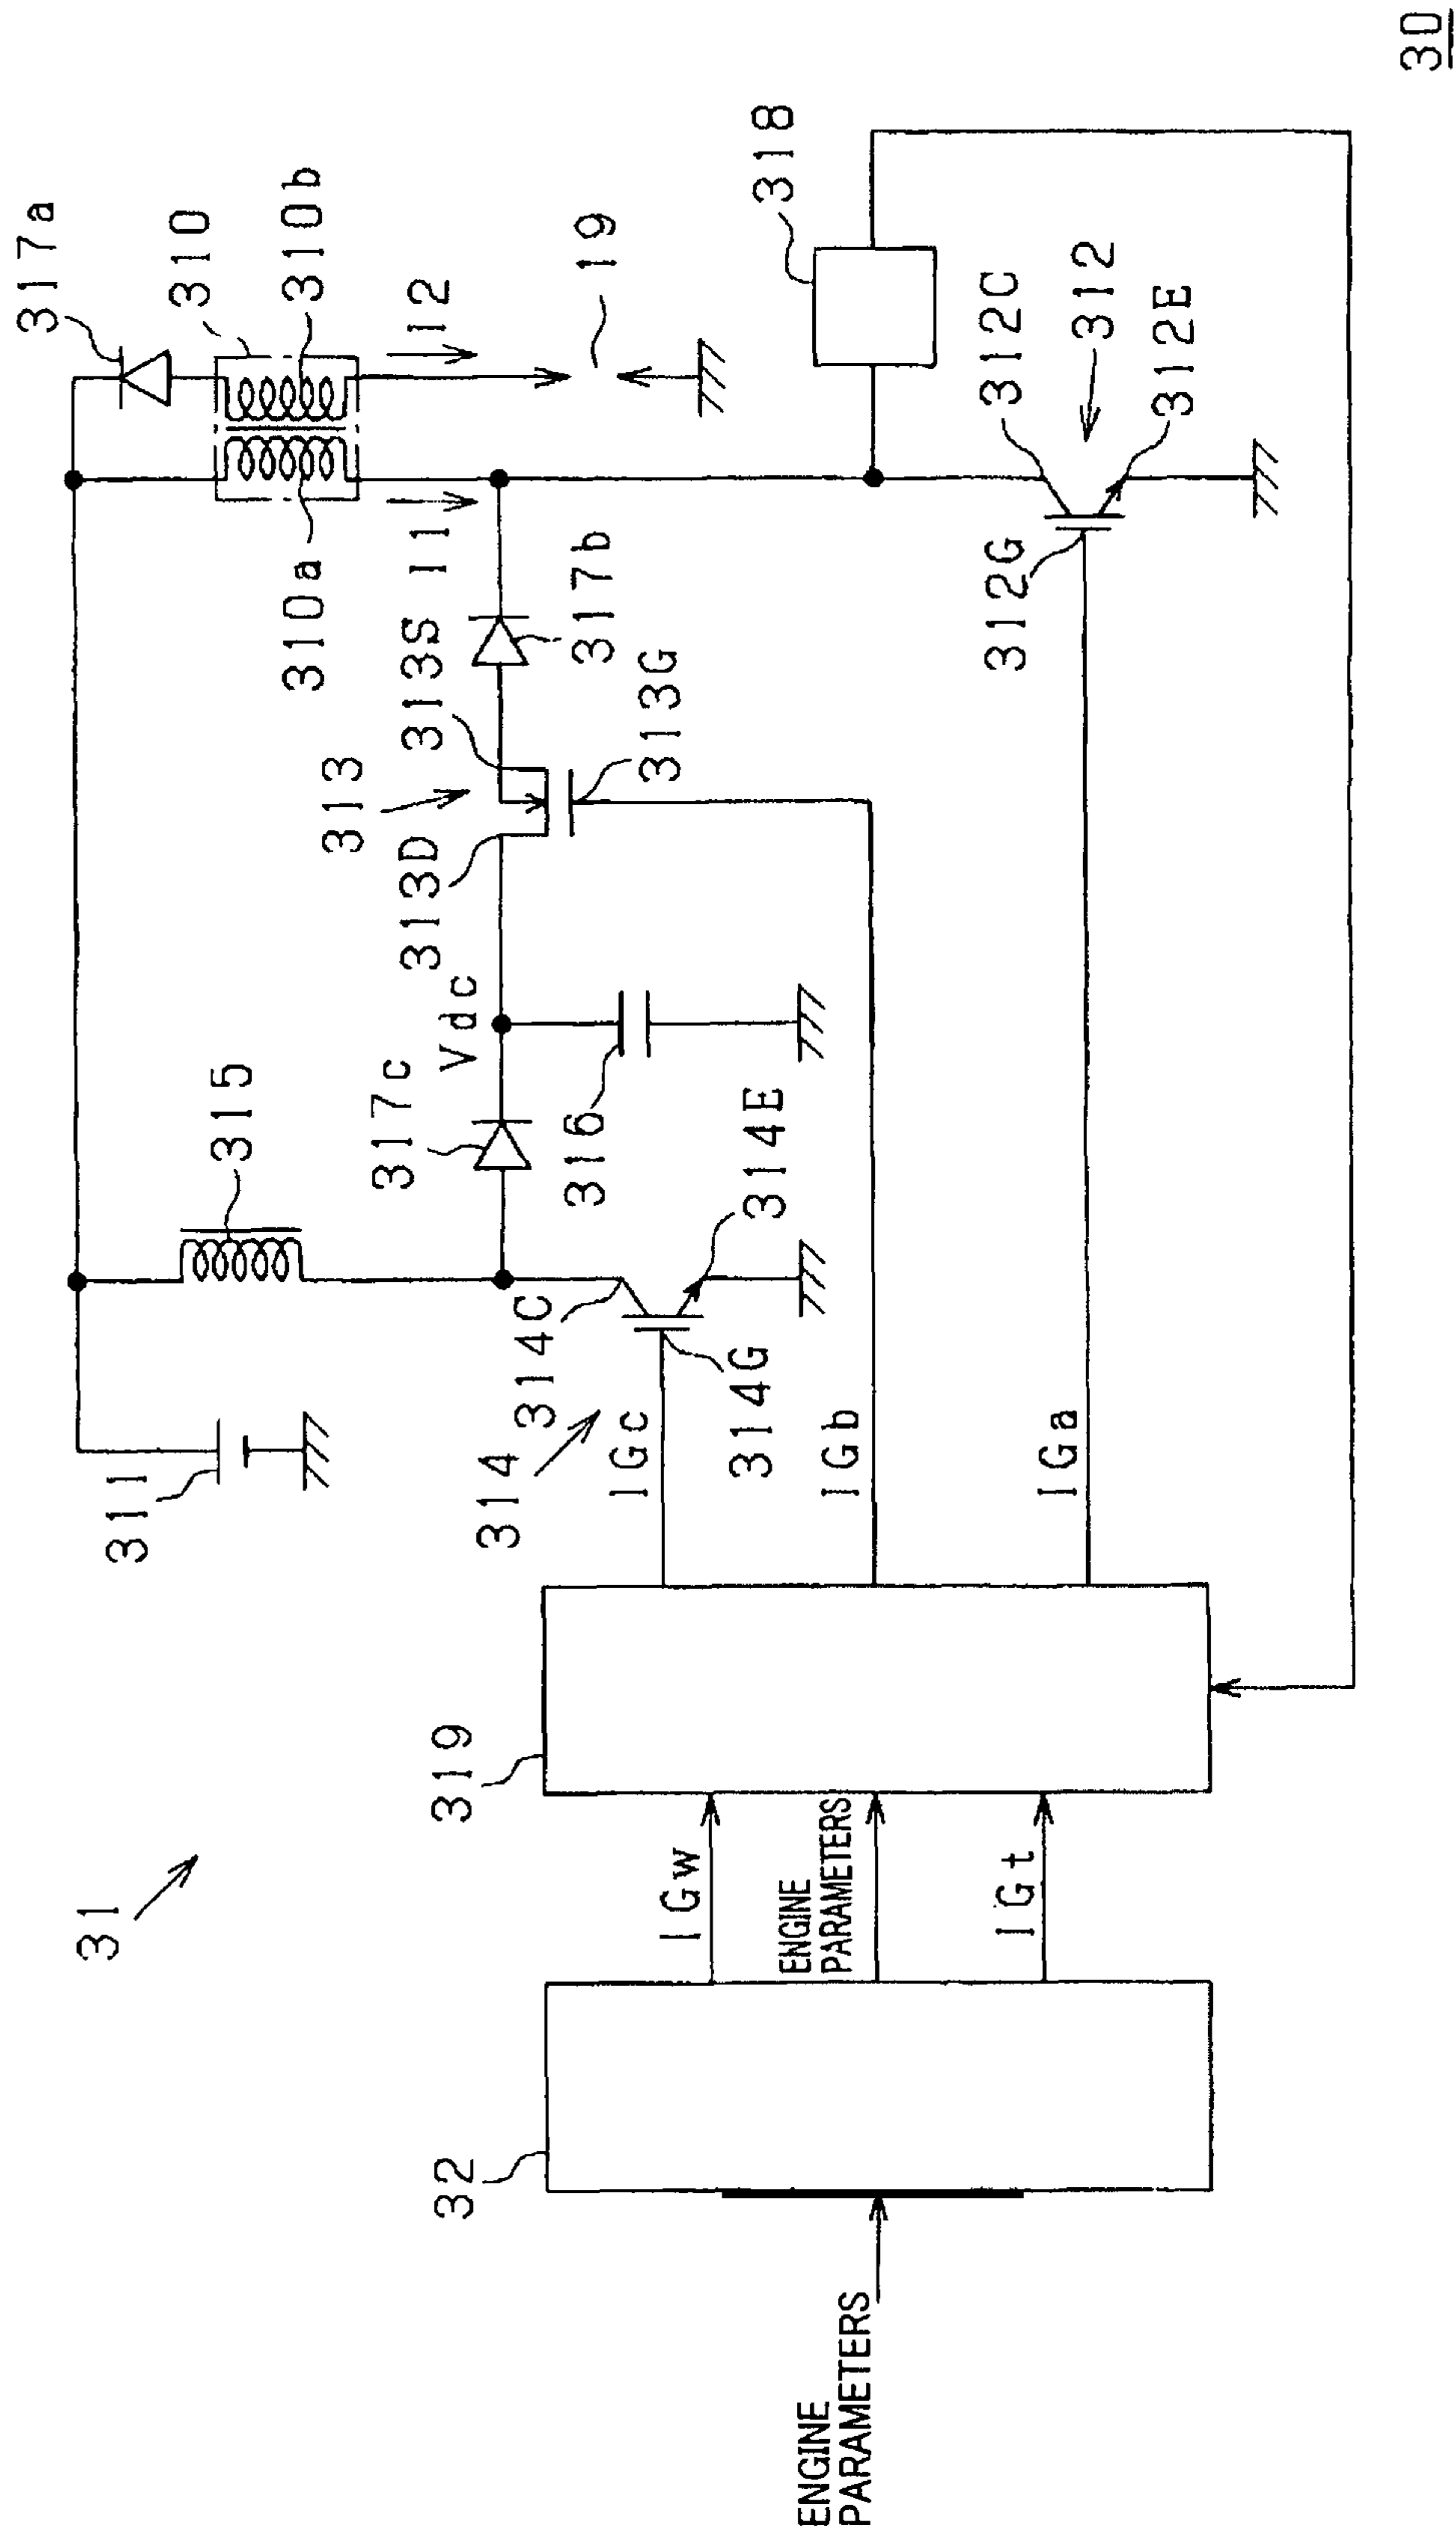 30
31
311
315
317a
310
310b
310a
I1
I2
19
317c
Vdc
313
313D
313S
313G
317b
316
318
314
314C
314G
314E
312C
312
312E
312G
IGc
IGb
IGa
319
32
IGw
ENGINE
PARAMETERS
IGt
ENGINE
PARAMETERS